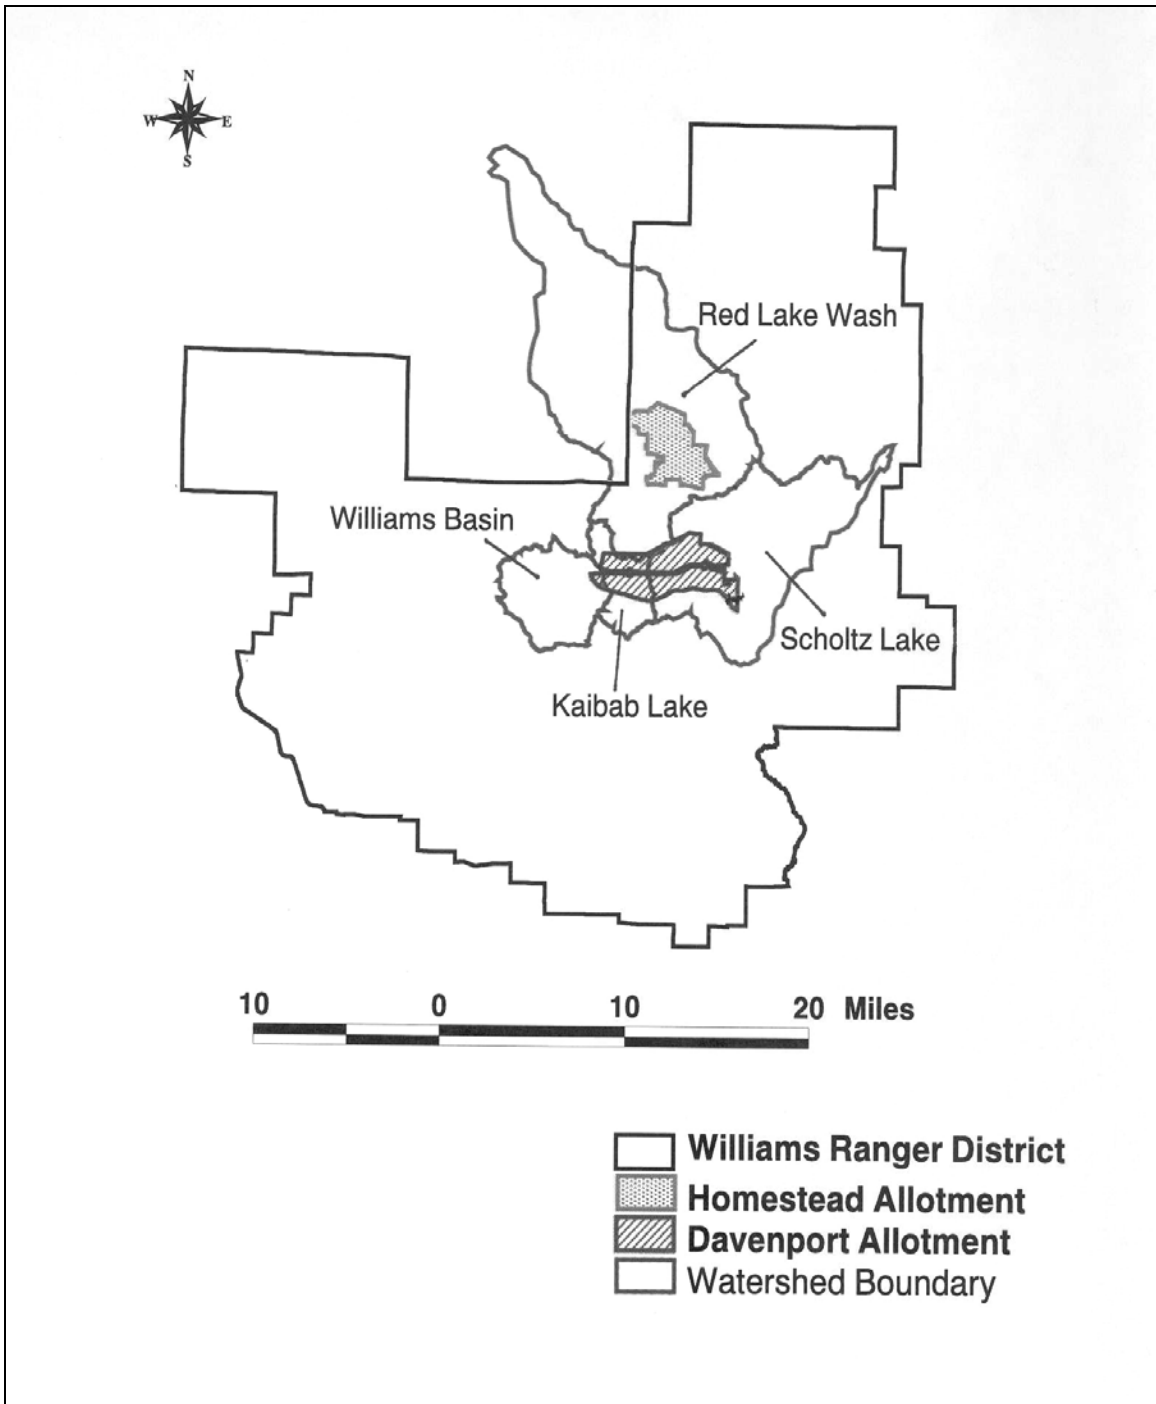 N
W E
S
Red Lake Wash
Williams Basin
Scholtz Lake
Kaibab Lake
10 0 10 20 Miles
Williams Ranger District
Homestead Allotment
Davenport Allotment
Watershed Boundary